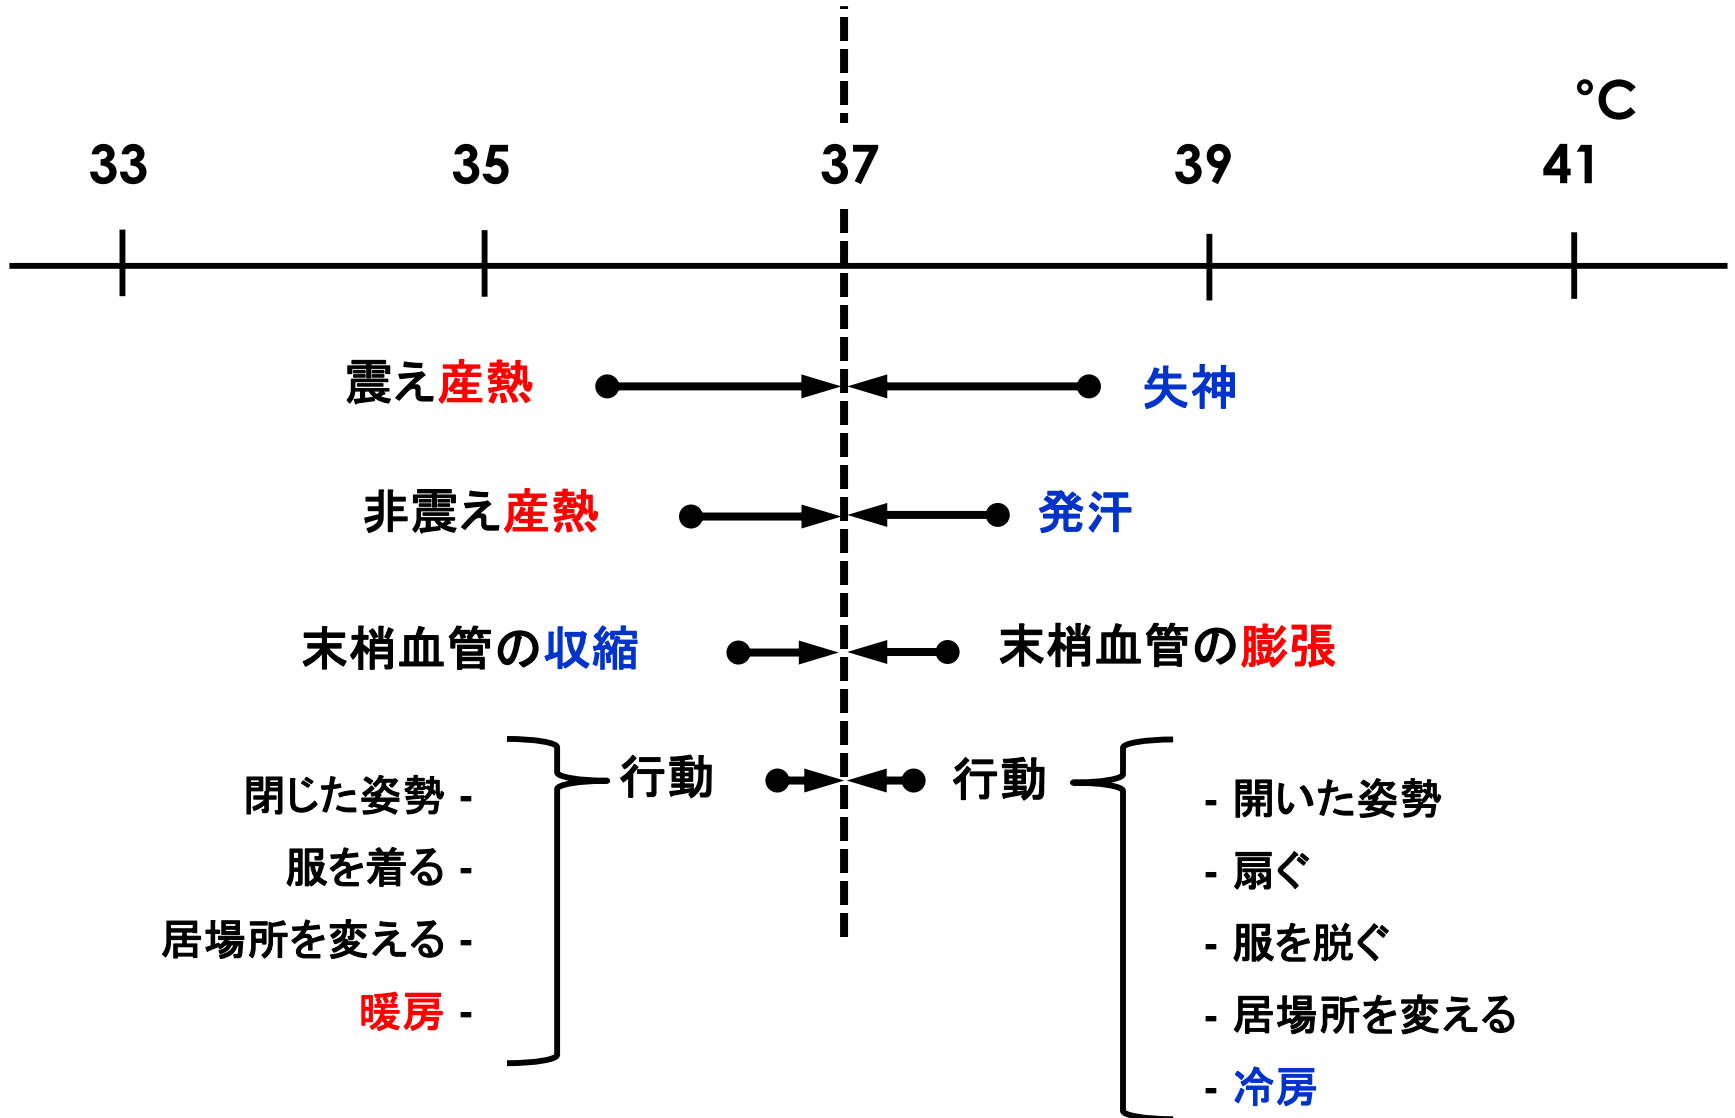 °C
33 35 37 39 41
震え産熱 失神
非震え産熱 発汗
末梢血管の収縮 末梢血管の膨張
行動 行動
閉じた姿勢 - - 開いた姿勢
服を着る - - 扇ぐ
居場所を変える - - 服を脱ぐ
暖房 - - 居場所を変える
- 冷房